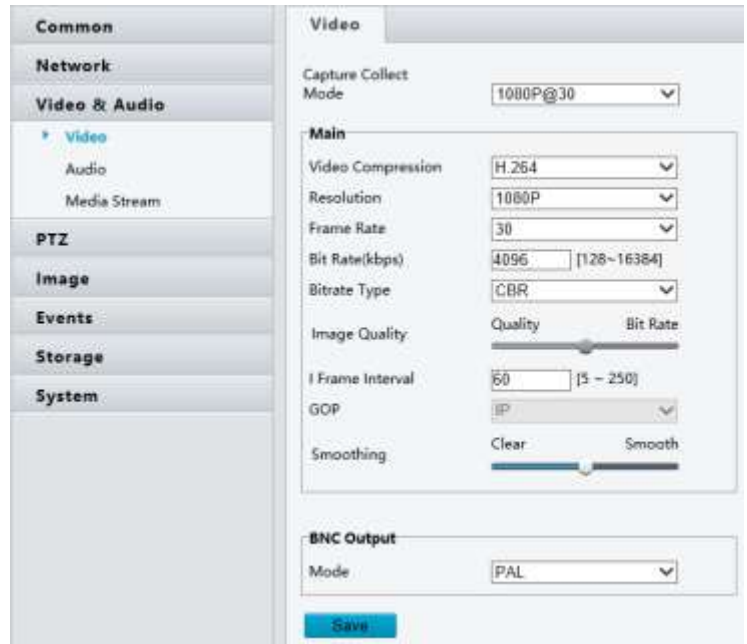 Common
Network
Video & Audio
Video
Audio
Media Stream
PTZ
Image
Events
Storage
System
Video
Capture Collect
Mode 1080P@30
Main
Video Compression H.264
Resolution 1080P
Frame Rate 30
Bit Rate(kbps) 4096 [128~16384]
Bitrate Type CBR
Quality Bit Rate
Image Quality
I Frame Interval 60 [5 ~ 250]
GOP IP
Clear Smooth
Smoothing
BNC Output
Mode PAL
Save